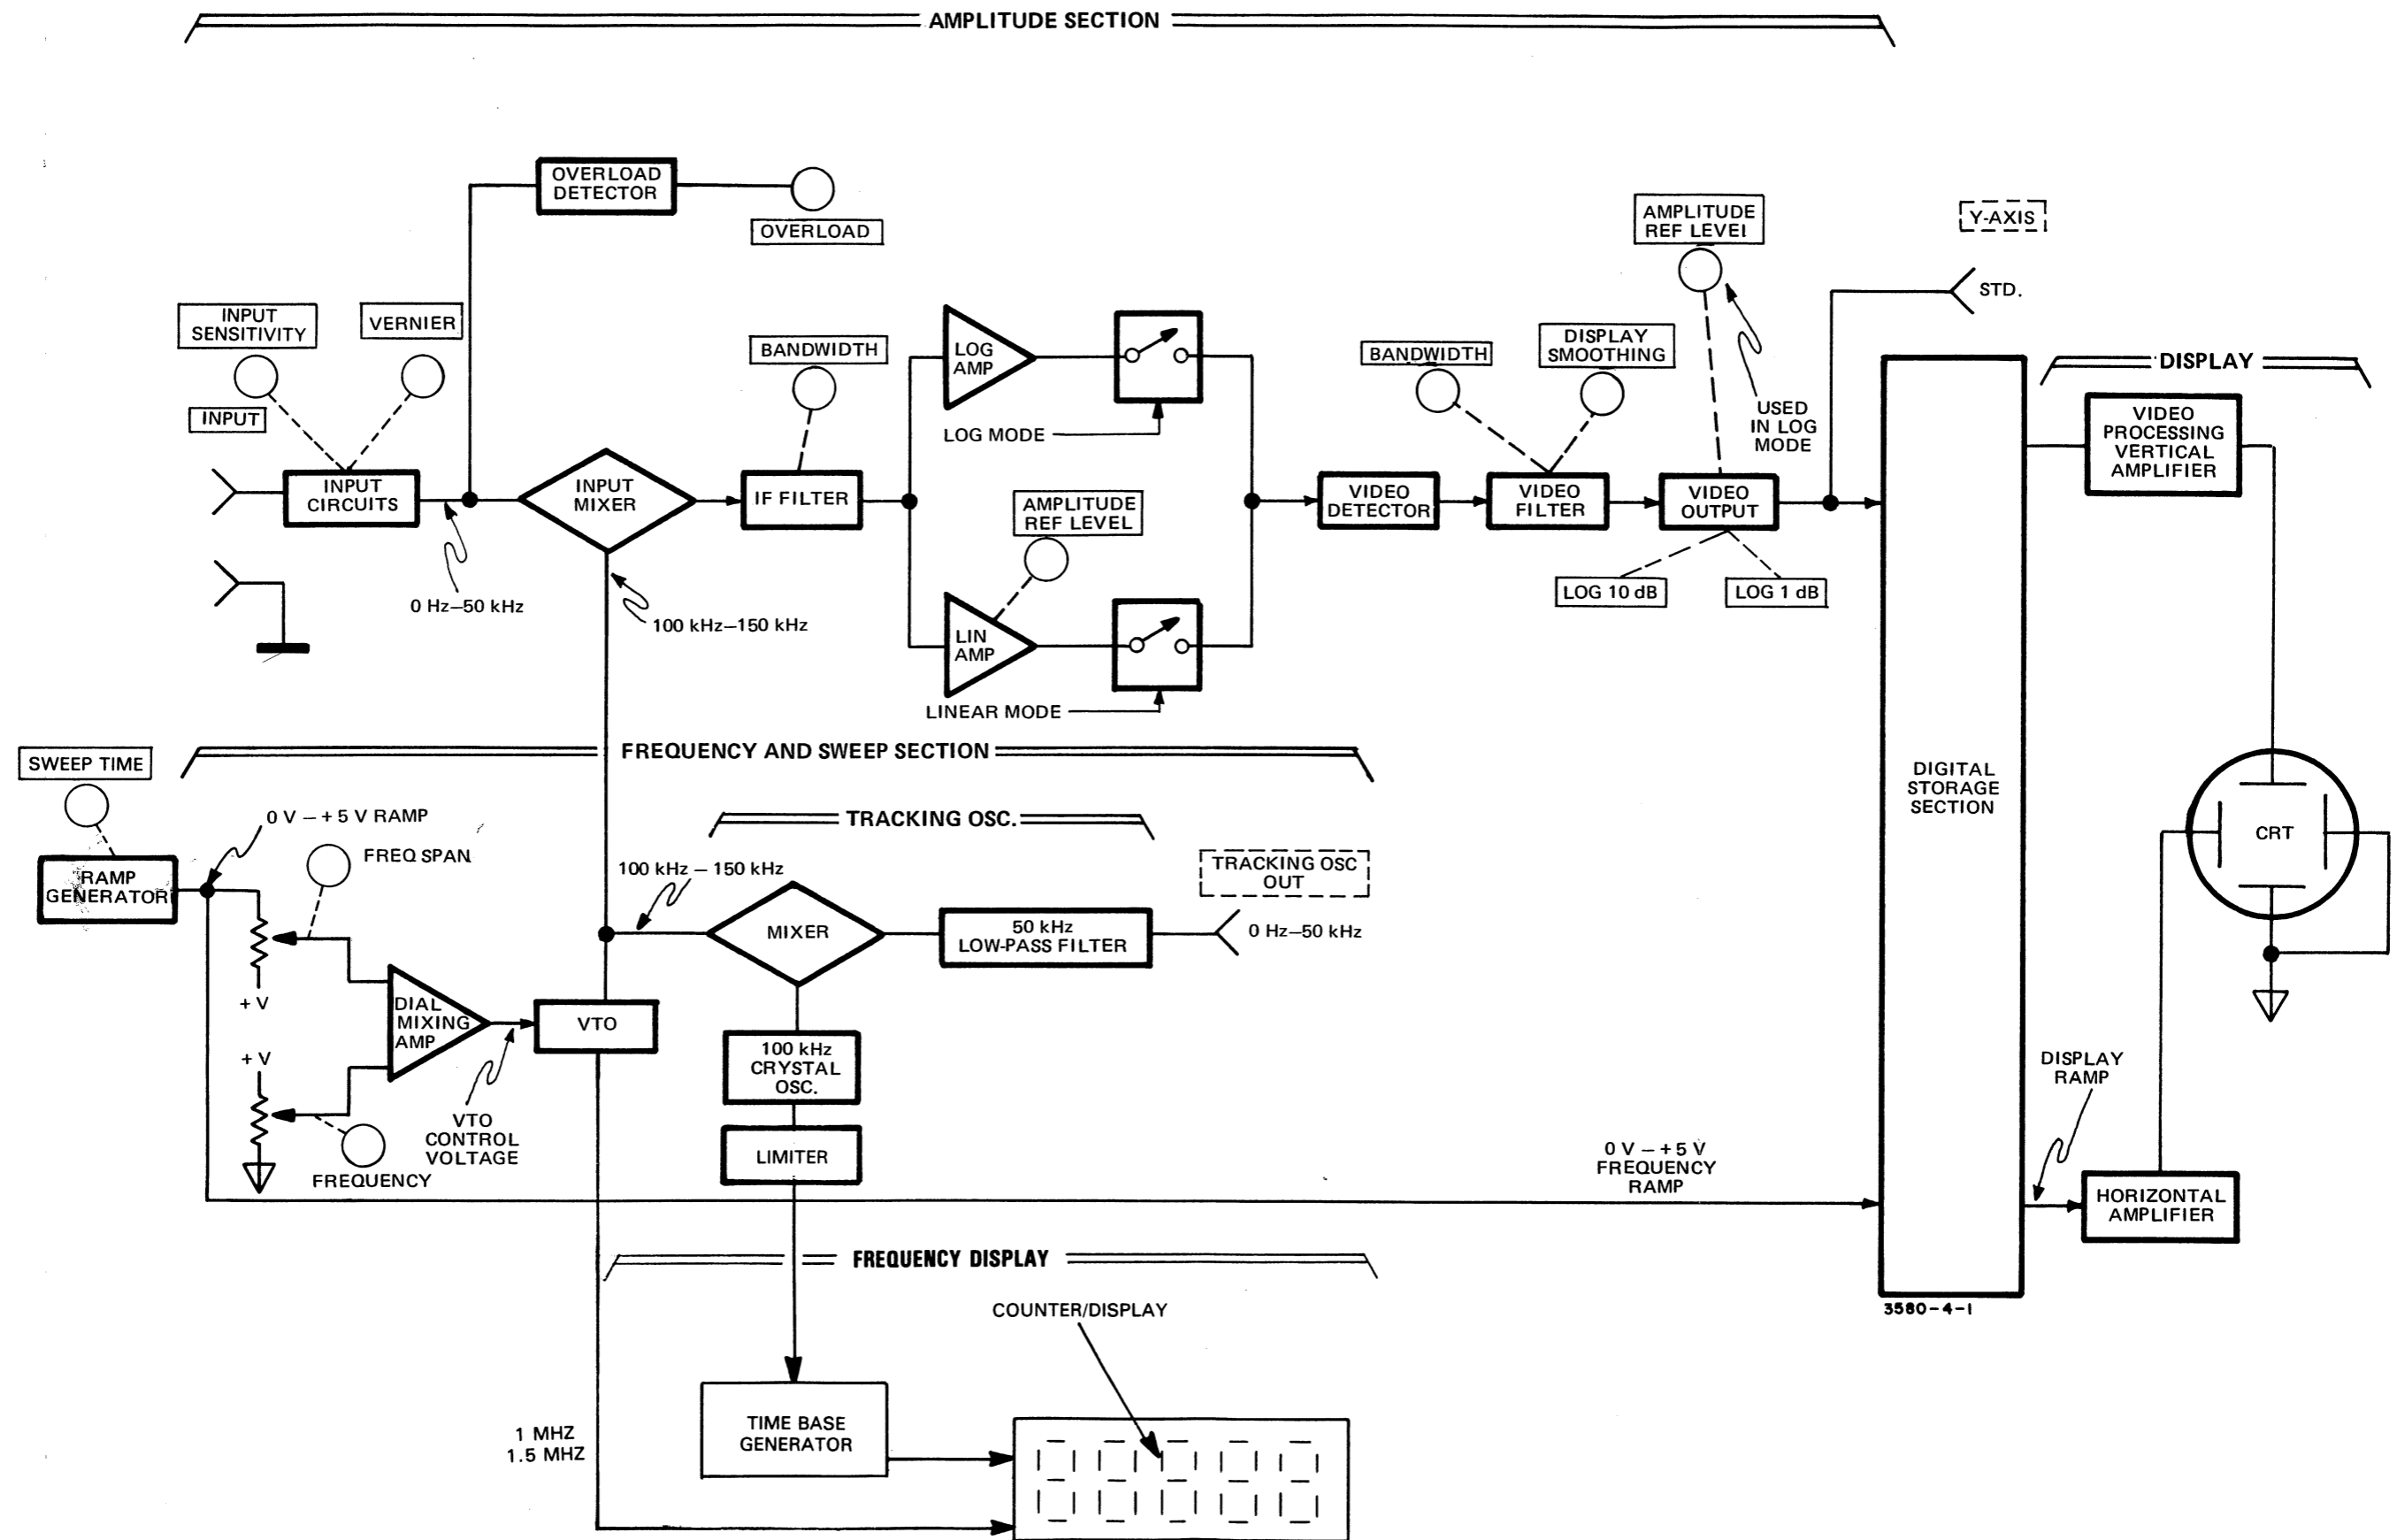 AMPLITUDE SECTION
OVERLOAD
DETECTOR
OVERLOAD
INPUT
SENSITIVITY
VERNIER
INPUT
INPUT
CIRCUITS
0 Hz–50 kHz
INPUT
MIXER
100 kHz–150 kHz
BANDWIDTH
IF FILTER
LOG
AMP
LOG MODE
AMPLITUDE
REF LEVEL
LIN
AMP
LINEAR MODE
VIDEO
DETECTOR
BANDWIDTH
DISPLAY
SMOOTHING
VIDEO
FILTER
AMPLITUDE
REF LEVEL
USED
IN LOG
MODE
VIDEO
OUTPUT
LOG 10 dB
LOG 1 dB
Y-AXIS
STD.
DISPLAY
VIDEO
PROCESSING
VERTICAL
AMPLIFIER
DIGITAL
STORAGE
SECTION
CRT
FREQUENCY AND SWEEP SECTION
SWEEP TIME
RAMP
GENERATOR
0 V – + 5 V RAMP
FREQ SPAN
+ V
+ V
DIAL
MIXING
AMP
FREQUENCY
VTO
CONTROL
VOLTAGE
VTO
TRACKING OSC.
100 kHz – 150 kHz
MIXER
50 kHz
LOW-PASS FILTER
TRACKING OSC
OUT
0 Hz–50 kHz
100 kHz
CRYSTAL
OSC.
LIMITER
0 V – + 5 V
FREQUENCY
RAMP
DISPLAY
RAMP
HORIZONTAL
AMPLIFIER
3580-4-1
FREQUENCY DISPLAY
COUNTER/DISPLAY
TIME BASE
GENERATOR
1 MHZ
1.5 MHZ